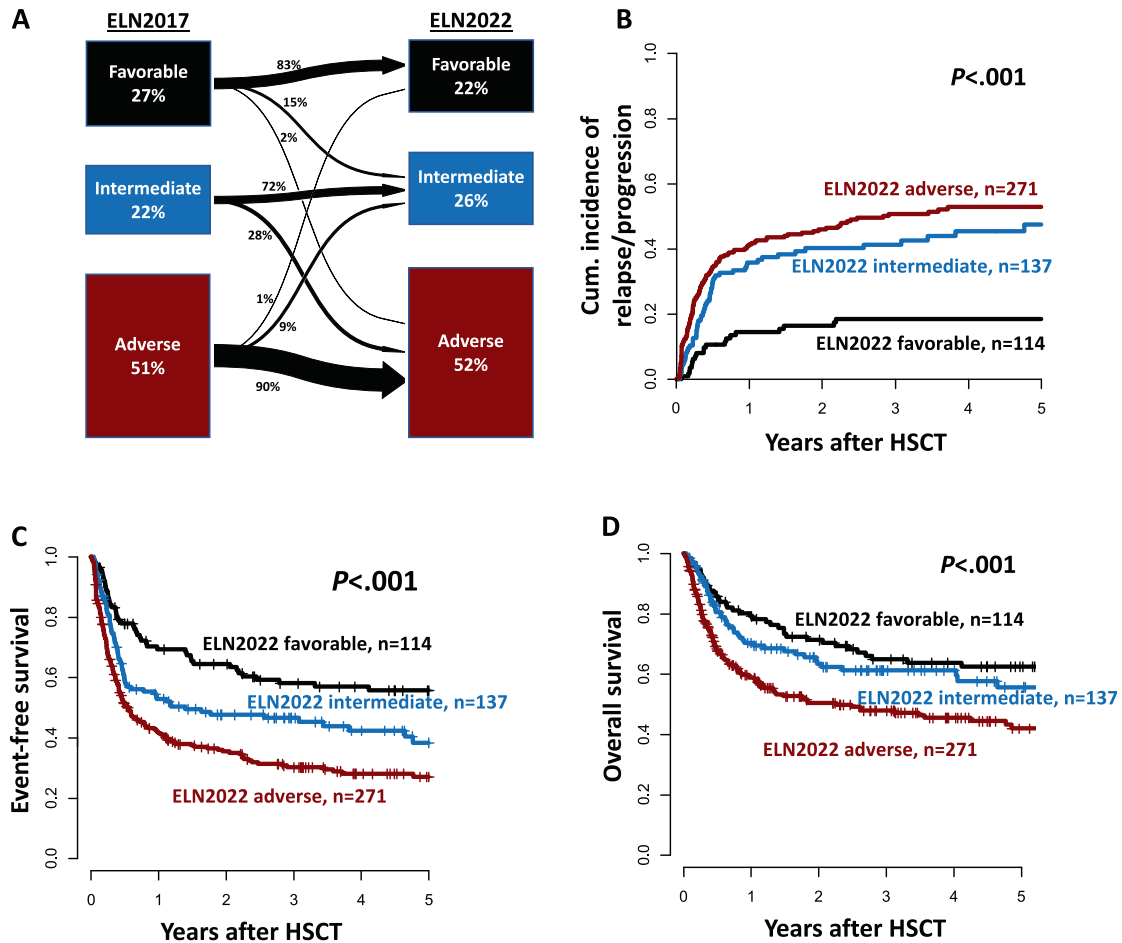 A
ELN2017
ELN2022
Favorable
27%
Intermediate
22%
Adverse
51%
83%
15%
2%
72%
28%
1%
9%
90%
Favorable
22%
Intermediate
26%
Adverse
52%
B
P<.001
Cum. incidence of
relapse/progression
1.0
0.8
0.6
0.4
0.2
0.0
ELN2022 adverse, n=271
ELN2022 intermediate, n=137
ELN2022 favorable, n=114
0 1 2 3 4 5
Years after HSCT
C
P<.001
Event-free survival
1.0
0.8
0.6
0.4
0.2
0.0
ELN2022 favorable, n=114
ELN2022 intermediate, n=137
ELN2022 adverse, n=271
0 1 2 3 4 5
Years after HSCT
D
P<.001
Overall survival
1.0
0.8
0.6
0.4
0.2
0.0
ELN2022 favorable, n=114
ELN2022 intermediate, n=137
ELN2022 adverse, n=271
0 1 2 3 4 5
Years after HSCT